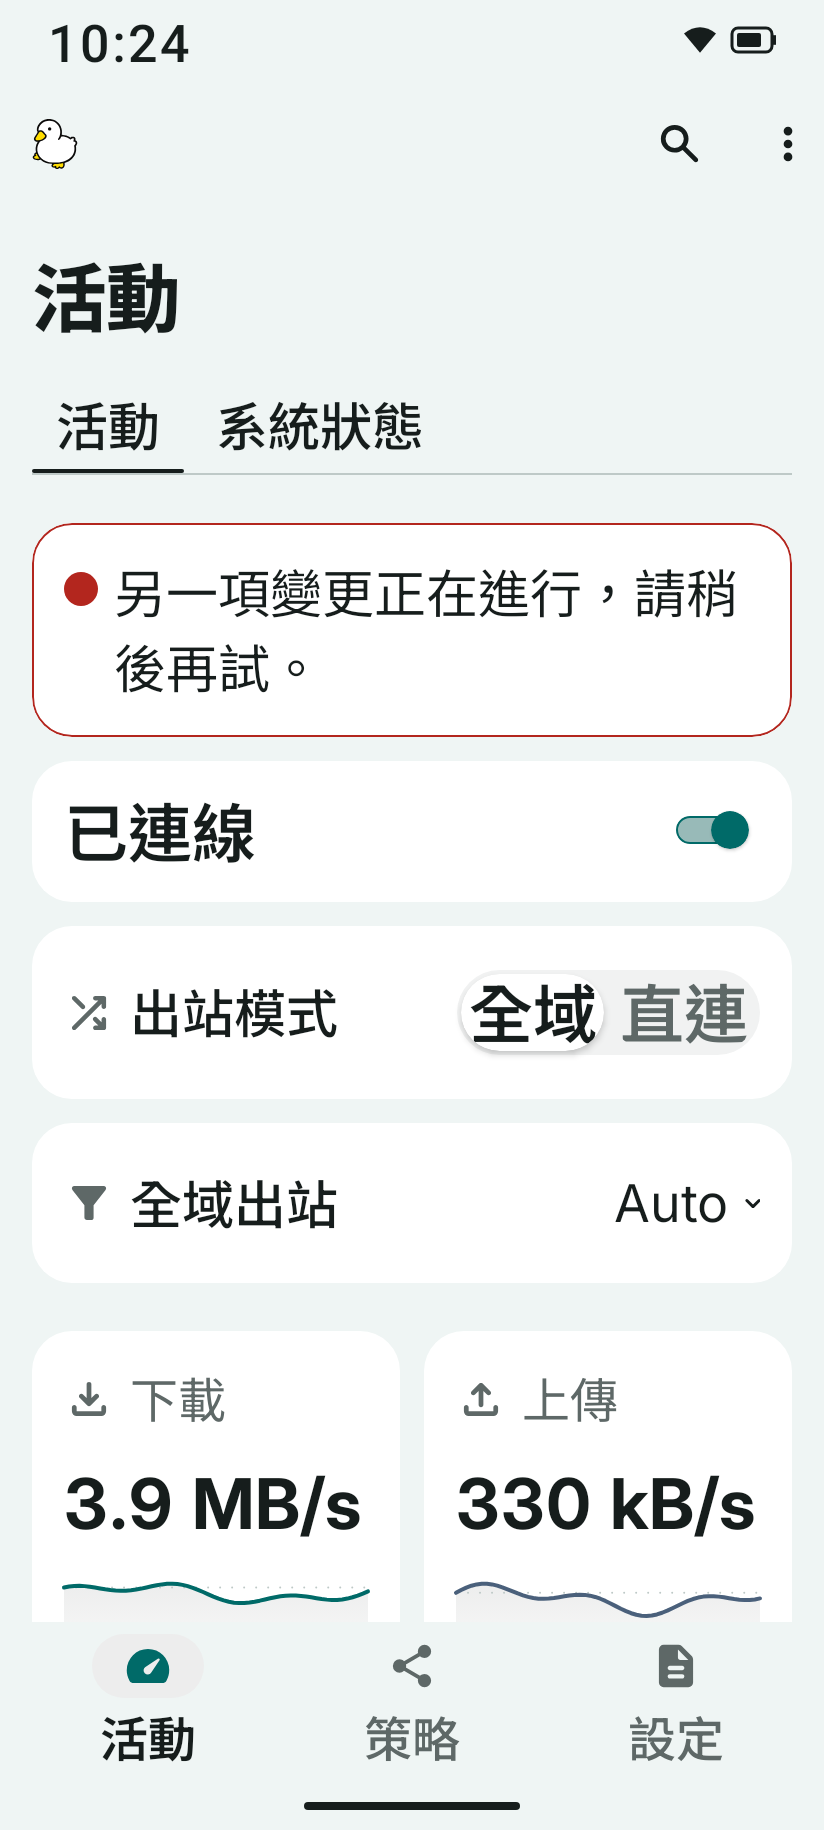 10:24
活動
活動 系統狀態
另一項變更正在進行，請稍
後再試。
已連線
出站模式 全域 直連
全域出站 Auto
下載 上傳
3.9 MB/s 330 kB/s
活動 策略 設定